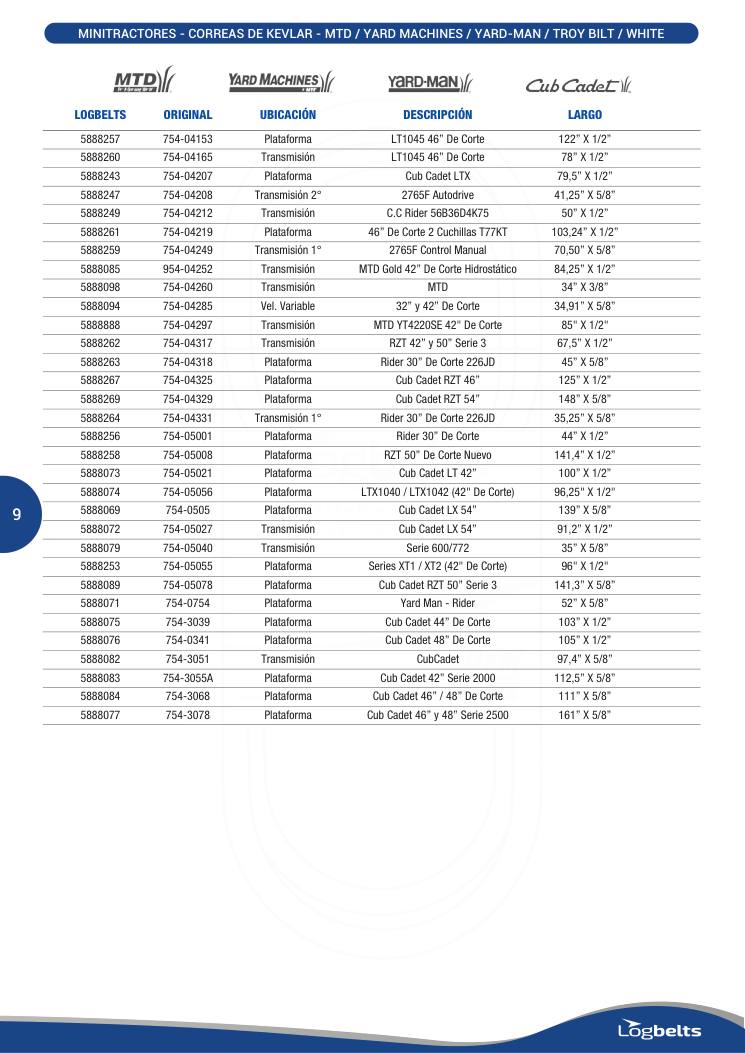 MINITRACTORES - CORREAS DE KEVLAR - MTD / YARD MACHINES / YARD-MAN / TROY BILT / WHITE
MTD YARD MACHINES YARD-MAN Cub Cadet
LOGBELTS ORIGINAL UBICACIÓN DESCRIPCIÓN LARGO
5888257 754-04153 Plataforma LT1045 46” De Corte 122” X 1/2”
5888260 754-04165 Transmisión LT1045 46” De Corte 78” X 1/2”
5888243 754-04207 Plataforma Cub Cadet LTX 79,5” X 1/2”
5888247 754-04208 Transmisión 2° 2765F Autodrive 41,25” X 5/8”
5888249 754-04212 Transmisión C.C Rider 56B36D4K75 50” X 1/2”
5888261 754-04219 Plataforma 46” De Corte 2 Cuchillas T77KT 103,24” X 1/2”
5888259 754-04249 Transmisión 1° 2765F Control Manual 70,50” X 5/8”
5888085 954-04252 Transmisión MTD Gold 42” De Corte Hidrostático 84,25” X 1/2”
5888098 754-04260 Transmisión MTD 34” X 3/8”
5888094 754-04285 Vel. Variable 32” y 42” De Corte 34,91” X 5/8”
5888888 754-04297 Transmisión MTD YT4220SE 42” De Corte 85” X 1/2”
5888262 754-04317 Transmisión RZT 42” y 50” Serie 3 67,5” X 1/2”
5888263 754-04318 Plataforma Rider 30” De Corte 226JD 45” X 5/8”
5888267 754-04325 Plataforma Cub Cadet RZT 46” 125” X 1/2”
5888269 754-04329 Plataforma Cub Cadet RZT 54” 148” X 5/8”
5888264 754-04331 Transmisión 1° Rider 30” De Corte 226JD 35,25” X 5/8”
5888256 754-05001 Plataforma Rider 30” De Corte 44” X 1/2”
5888258 754-05008 Plataforma RZT 50” De Corte Nuevo 141,4” X 1/2”
5888073 754-05021 Plataforma Cub Cadet LT 42” 100” X 1/2”
5888074 754-05056 Plataforma LTX1040 / LTX1042 (42” De Corte) 96,25” X 1/2”
5888069 754-0505 Plataforma Cub Cadet LX 54” 139” X 5/8”
9
5888072 754-05027 Transmisión Cub Cadet LX 54” 91,2” X 1/2”
5888079 754-05040 Transmisión Serie 600/772 35” X 5/8”
5888253 754-05055 Plataforma Series XT1 / XT2 (42” De Corte) 96” X 1/2”
5888089 754-05078 Plataforma Cub Cadet RZT 50” Serie 3 141,3” X 5/8”
5888071 754-0754 Plataforma Yard Man - Rider 52” X 5/8”
5888075 754-3039 Plataforma Cub Cadet 44” De Corte 103” X 1/2”
5888076 754-0341 Plataforma Cub Cadet 48” De Corte 105” X 1/2”
5888082 754-3051 Transmisión CubCadet 97,4” X 5/8”
5888083 754-3055A Plataforma Cub Cadet 42” Serie 2000 112,5” X 5/8”
5888084 754-3068 Plataforma Cub Cadet 46” / 48” De Corte 111” X 5/8”
5888077 754-3078 Plataforma Cub Cadet 46” y 48” Serie 2500 161” X 5/8”
Logbelts